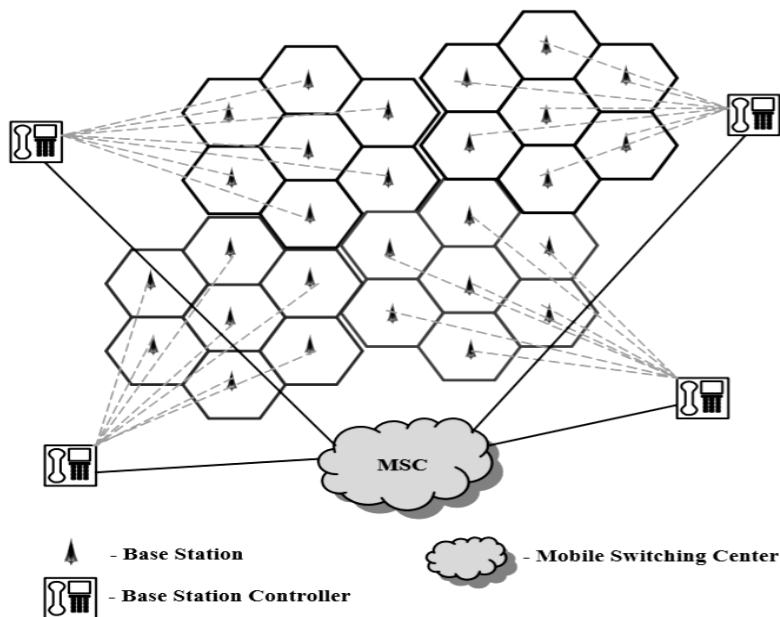 MSC
- Base Station
- Mobile Switching Center
- Base Station Controller